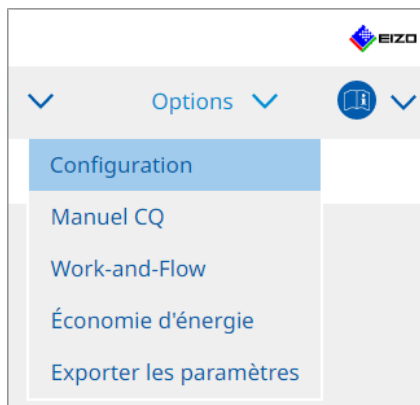 EIZO
Options
Configuration
Manuel CQ
Work-and-Flow
Économie d'énergie
Exporter les paramètres